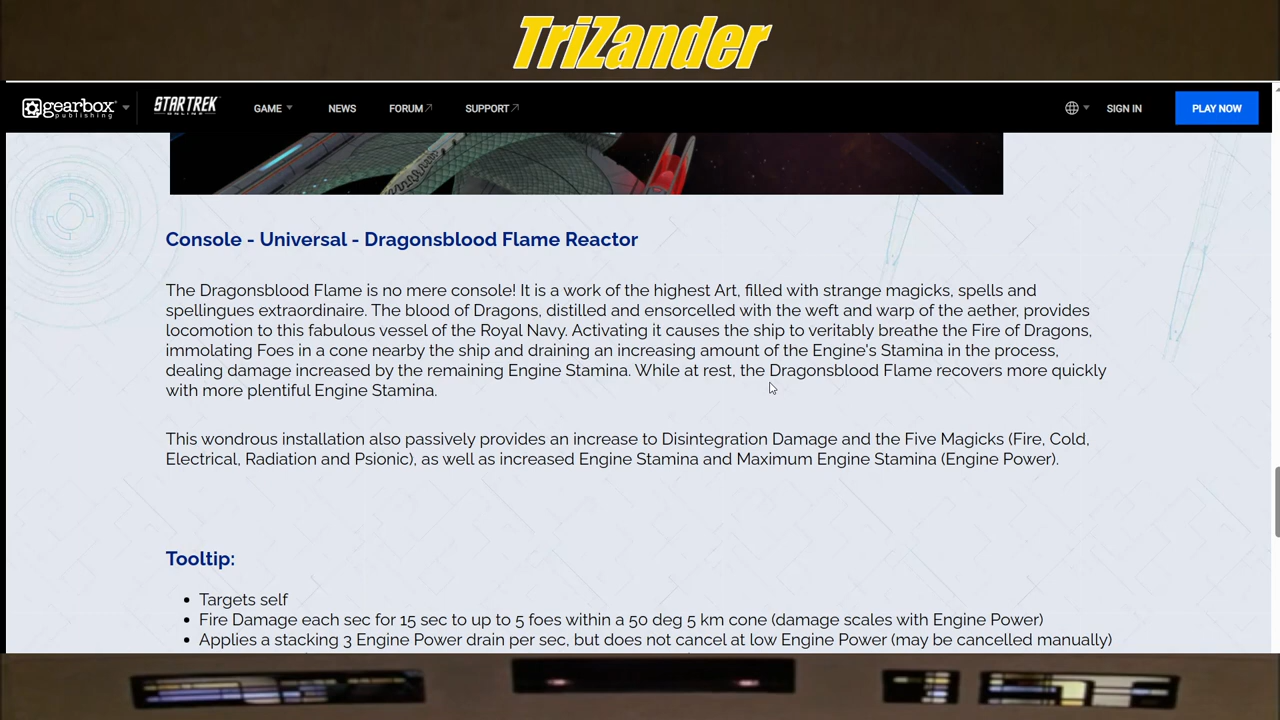 TriZander
gearbox publishing
STAR TREK ONLINE
GAME
NEWS
FORUM
SUPPORT
SIGN IN
PLAY NOW
Console - Universal - Dragonsblood Flame Reactor
The Dragonsblood Flame is no mere console! It is a work of the highest Art, filled with strange magicks, spells and
spellingues extraordinaire. The blood of Dragons, distilled and ensorcelled with the weft and warp of the aether, provides
locomotion to this fabulous vessel of the Royal Navy. Activating it causes the ship to veritably breathe the Fire of Dragons,
immolating Foes in a cone nearby the ship and draining an increasing amount of the Engine's Stamina in the process,
dealing damage increased by the remaining Engine Stamina. While at rest, the Dragonsblood Flame recovers more quickly
with more plentiful Engine Stamina.
This wondrous installation also passively provides an increase to Disintegration Damage and the Five Magicks (Fire, Cold,
Electrical, Radiation and Psionic), as well as increased Engine Stamina and Maximum Engine Stamina (Engine Power).
Tooltip:
• Targets self
• Fire Damage each sec for 15 sec to up to 5 foes within a 50 deg 5 km cone (damage scales with Engine Power)
• Applies a stacking 3 Engine Power drain per sec, but does not cancel at low Engine Power (may be cancelled manually)